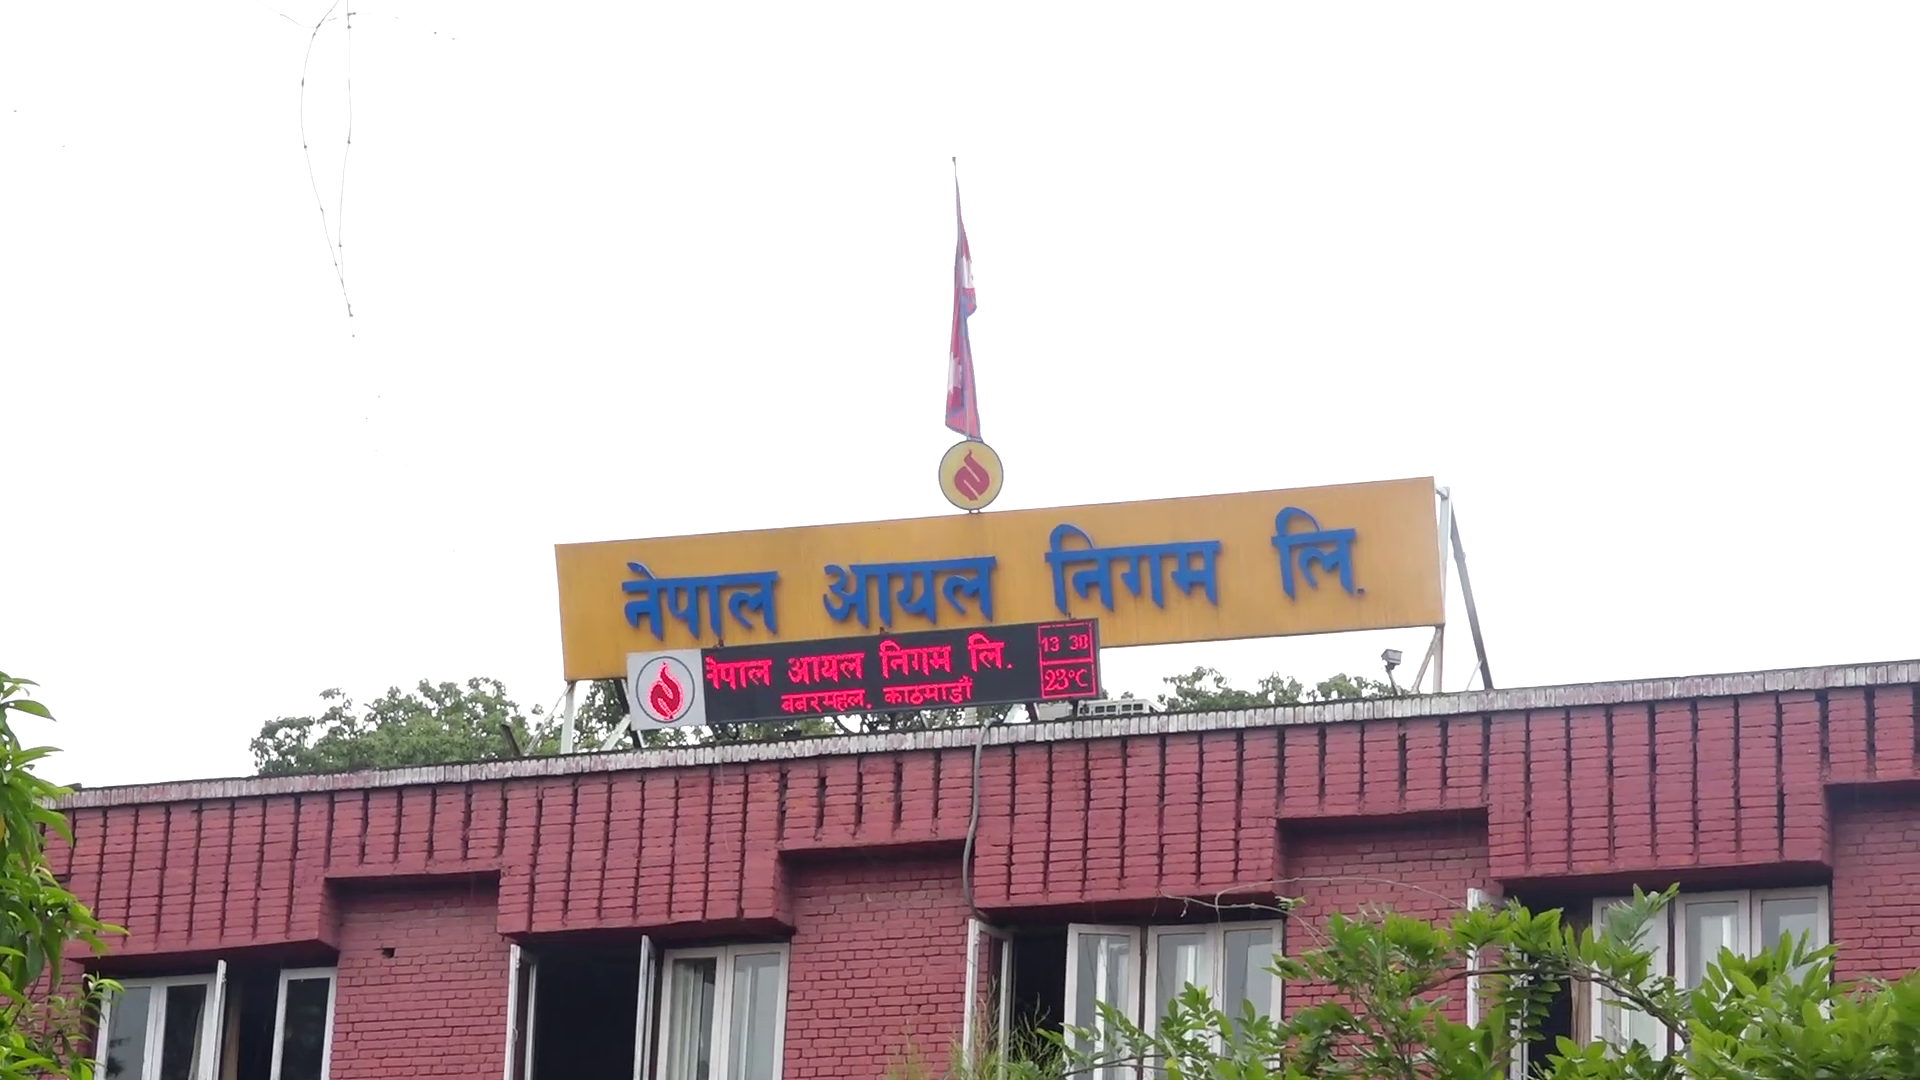 नेपाल आयल निगम लि.
नेपाल आयल निगम लि.
बबरमहल, काठमाडौं
13 30
23°C